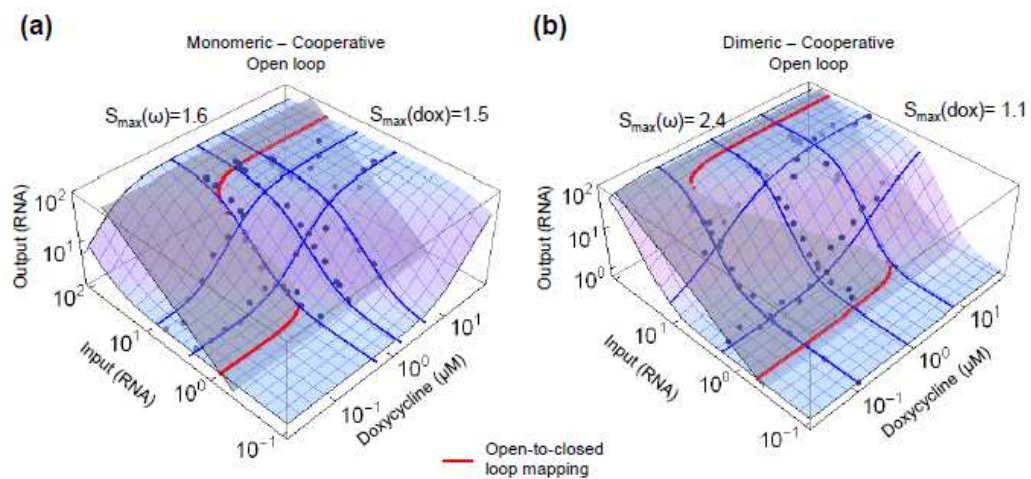 (a)
Monomeric – Cooperative
Open loop
Smax(ω)=1.6
Smax(dox)=1.5
Output (RNA)
10²
10¹
10²
10¹
10⁰
10⁻¹
Input (RNA)
10¹
10⁰
10⁻¹
Doxycycline (µM)
(b)
Dimeric – Cooperative
Open loop
Smax(ω)= 2.4
Smax(dox)= 1.1
Output (RNA)
10²
10¹
10⁰
10¹
10⁰
10⁻¹
Input (RNA)
10¹
10⁰
10⁻¹
Doxycycline (µM)
Open-to-closed
loop mapping